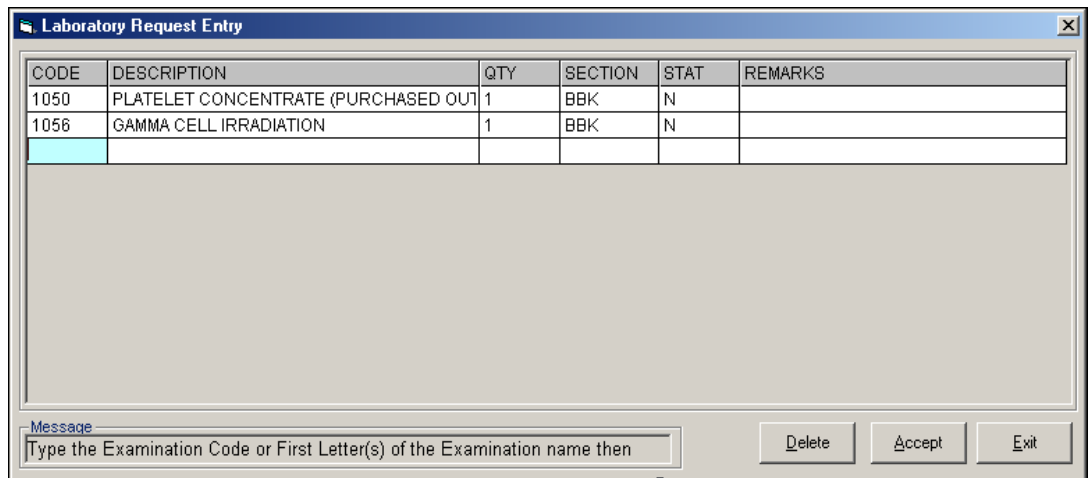 Laboratory Request Entry
CODE DESCRIPTION QTY SECTION STAT REMARKS
1050 PLATELET CONCENTRATE (PURCHASED OUT 1 BBK N
1056 GAMMA CELL IRRADIATION 1 BBK N
Message
Type the Examination Code or First Letter(s) of the Examination name then
Delete Accept Exit